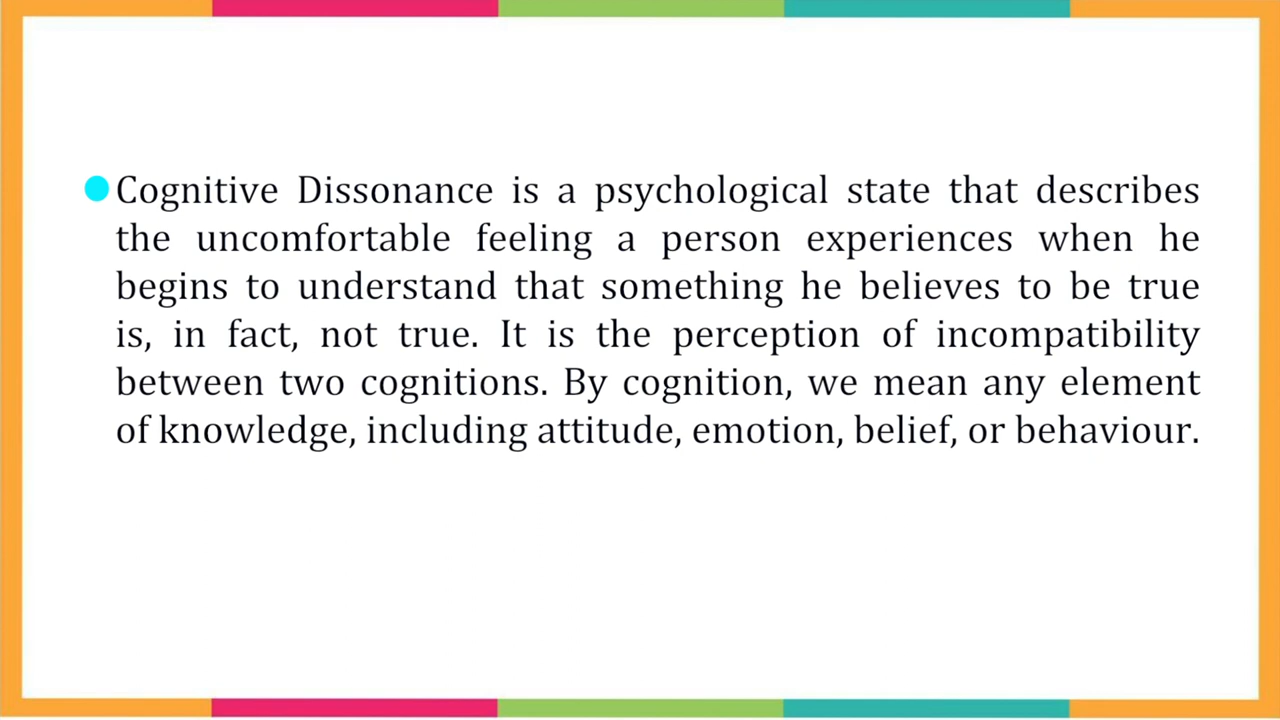 Cognitive Dissonance is a psychological state that describes
the uncomfortable feeling a person experiences when he
begins to understand that something he believes to be true
is, in fact, not true. It is the perception of incompatibility
between two cognitions. By cognition, we mean any element
of knowledge, including attitude, emotion, belief, or behaviour.